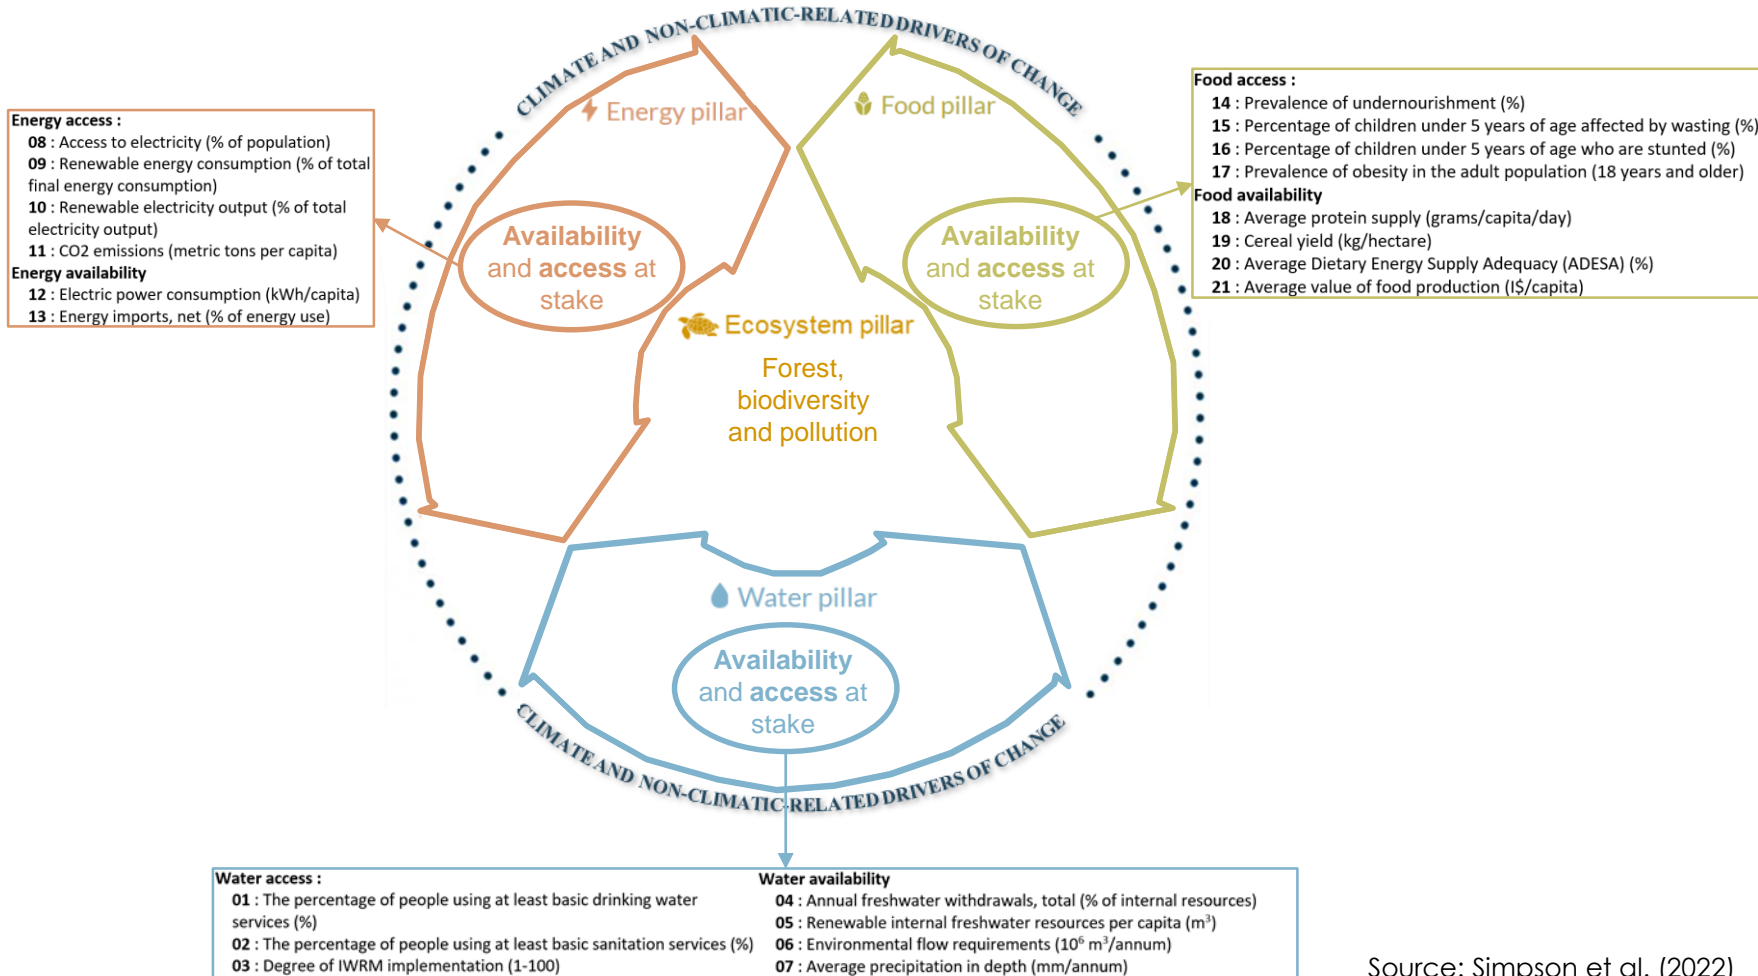 CLIMATE AND NON-CLIMATIC-RELATED DRIVERS OF CHANGE
Energy pillar
Food pillar
Energy access :
08 : Access to electricity (% of population)
09 : Renewable energy consumption (% of total
final energy consumption)
10 : Renewable electricity output (% of total
electricity output)
11 : CO2 emissions (metric tons per capita)
Energy availability
12 : Electric power consumption (kWh/capita)
13 : Energy imports, net (% of energy use)
Availability
and access at
stake
Availability
and access at
stake
Food access :
14 : Prevalence of undernourishment (%)
15 : Percentage of children under 5 years of age affected by wasting (%)
16 : Percentage of children under 5 years of age who are stunted (%)
17 : Prevalence of obesity in the adult population (18 years and older)
Food availability
18 : Average protein supply (grams/capita/day)
19 : Cereal yield (kg/hectare)
20 : Average Dietary Energy Supply Adequacy (ADESA) (%)
21 : Average value of food production (I$/capita)
Ecosystem pillar
Forest,
biodiversity
and pollution
Water pillar
Availability
and access at
stake
CLIMATE AND NON-CLIMATIC-RELATED DRIVERS OF CHANGE
Water access :
01 : The percentage of people using at least basic drinking water
services (%)
02 : The percentage of people using at least basic sanitation services (%)
03 : Degree of IWRM implementation (1-100)
Water availability
04 : Annual freshwater withdrawals, total (% of internal resources)
05 : Renewable internal freshwater resources per capita (m³)
06 : Environmental flow requirements (10⁶ m³/annum)
07 : Average precipitation in depth (mm/annum)
Source: Simpson et al. (2022)